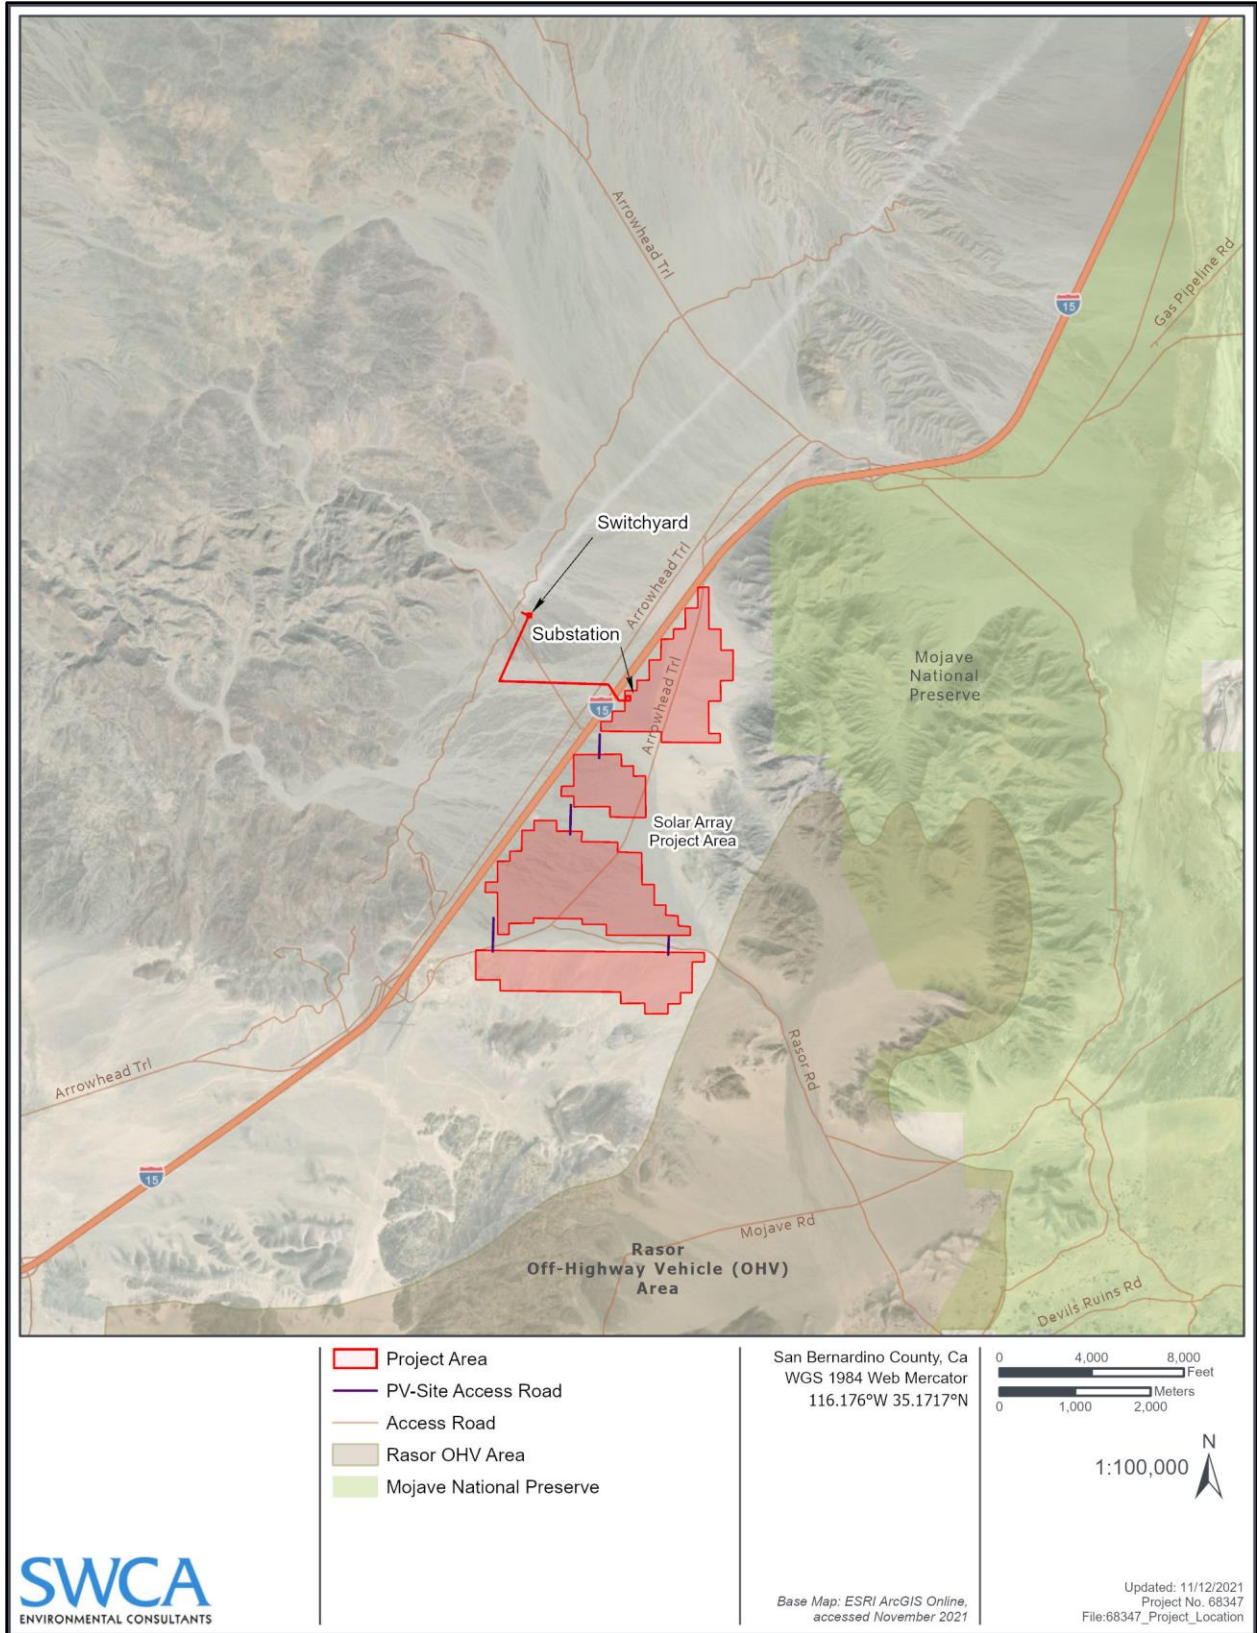 Arrowhead Trl
15
Gas Pipeline Rd
Switchyard
Arrowhead Trl
Substation
Mojave
National
Preserve
15
Arrowhead Trl
Solar Array
Project Area
Rasor Rd
Arrowhead Trl
15
Mojave Rd
Rasor
Off-Highway Vehicle (OHV)
Area
Devils Ruins Rd
Project Area
PV-Site Access Road
Access Road
Rasor OHV Area
Mojave National Preserve
San Bernardino County, Ca
WGS 1984 Web Mercator
116.176°W 35.1717°N
0 4,000 8,000
Feet
Meters
0 1,000 2,000
N
1:100,000
SWCA
ENVIRONMENTAL CONSULTANTS
Base Map: ESRI ArcGIS Online,
accessed November 2021
Updated: 11/12/2021
Project No. 68347
File:68347_Project_Location